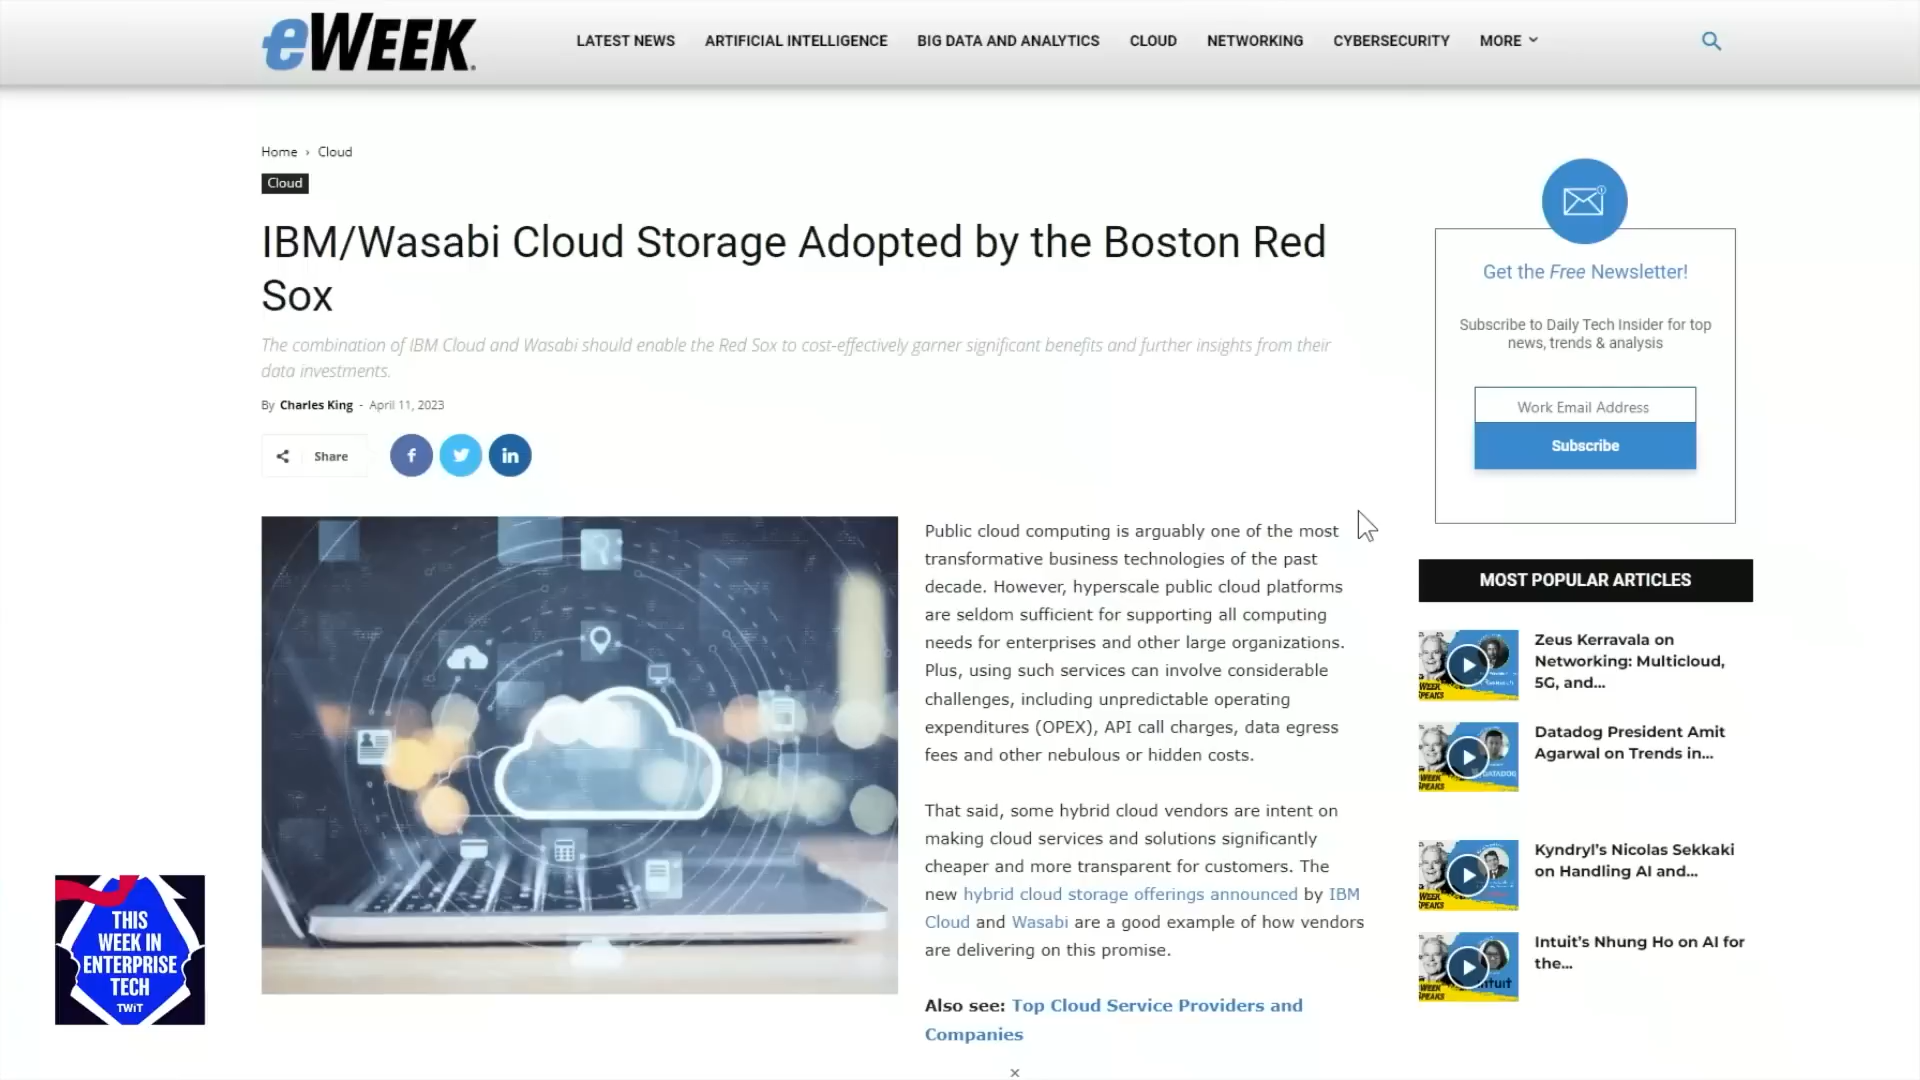 eWEEK
LATEST NEWS
ARTIFICIAL INTELLIGENCE
BIG DATA AND ANALYTICS
CLOUD
NETWORKING
CYBERSECURITY
MORE
Home › Cloud
Cloud
IBM/Wasabi Cloud Storage Adopted by the Boston Red
Sox
The combination of IBM Cloud and Wasabi should enable the Red Sox to cost-effectively garner significant benefits and further insights from their
data investments.
By Charles King - April 11, 2023
Share
Public cloud computing is arguably one of the most
transformative business technologies of the past
decade. However, hyperscale public cloud platforms
are seldom sufficient for supporting all computing
needs for enterprises and other large organizations.
Plus, using such services can involve considerable
challenges, including unpredictable operating
expenditures (OPEX), API call charges, data egress
fees and other nebulous or hidden costs.
That said, some hybrid cloud vendors are intent on
making cloud services and solutions significantly
cheaper and more transparent for customers. The
new hybrid cloud storage offerings announced by IBM
Cloud and Wasabi are a good example of how vendors
are delivering on this promise.
Also see: Top Cloud Service Providers and
Companies
Get the Free Newsletter!
Subscribe to Daily Tech Insider for top
news, trends & analysis
Work Email Address
Subscribe
MOST POPULAR ARTICLES
Zeus Kerravala on
Networking: Multicloud,
5G, and...
Datadog President Amit
Agarwal on Trends in...
Kyndryl's Nicolas Sekkaki
on Handling AI and...
Intuit's Nhung Ho on AI for
the...
THIS
WEEK IN
ENTERPRISE
TECH
TWiT